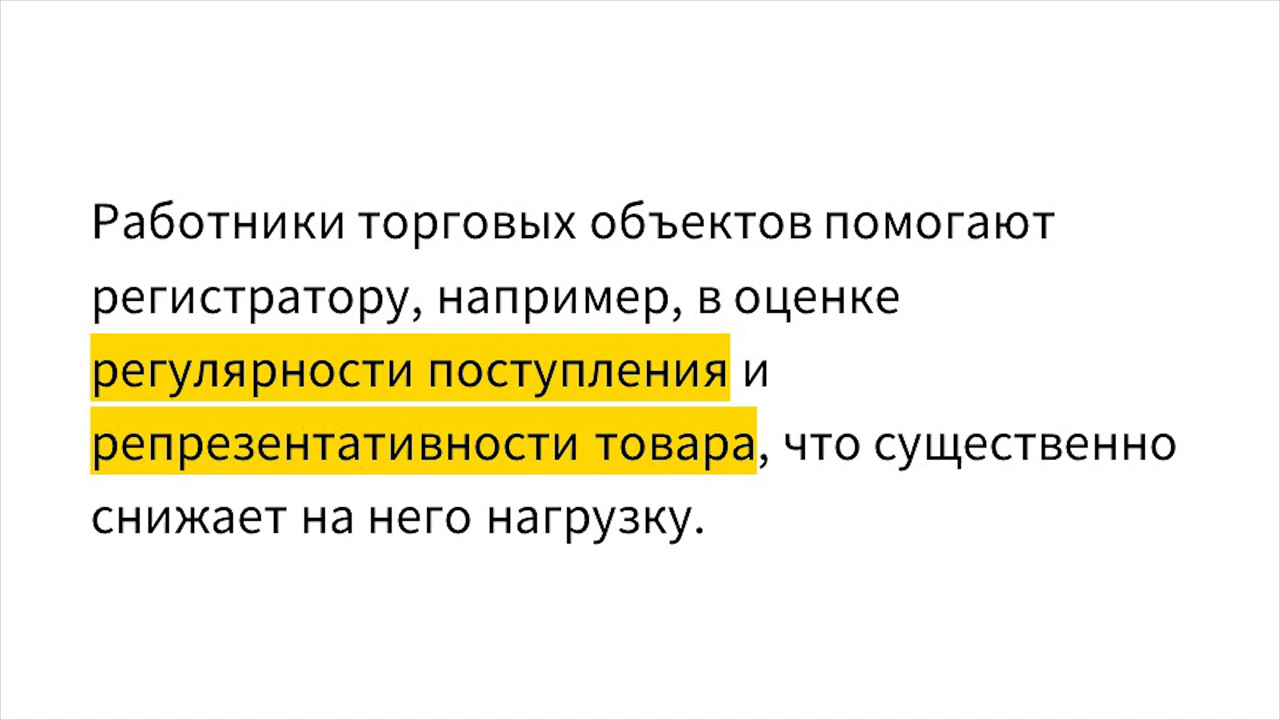 Работники торговых объектов помогают
регистратору, например, в оценке
регулярности поступления и
репрезентативности товара, что существенно
снижает на него нагрузку.